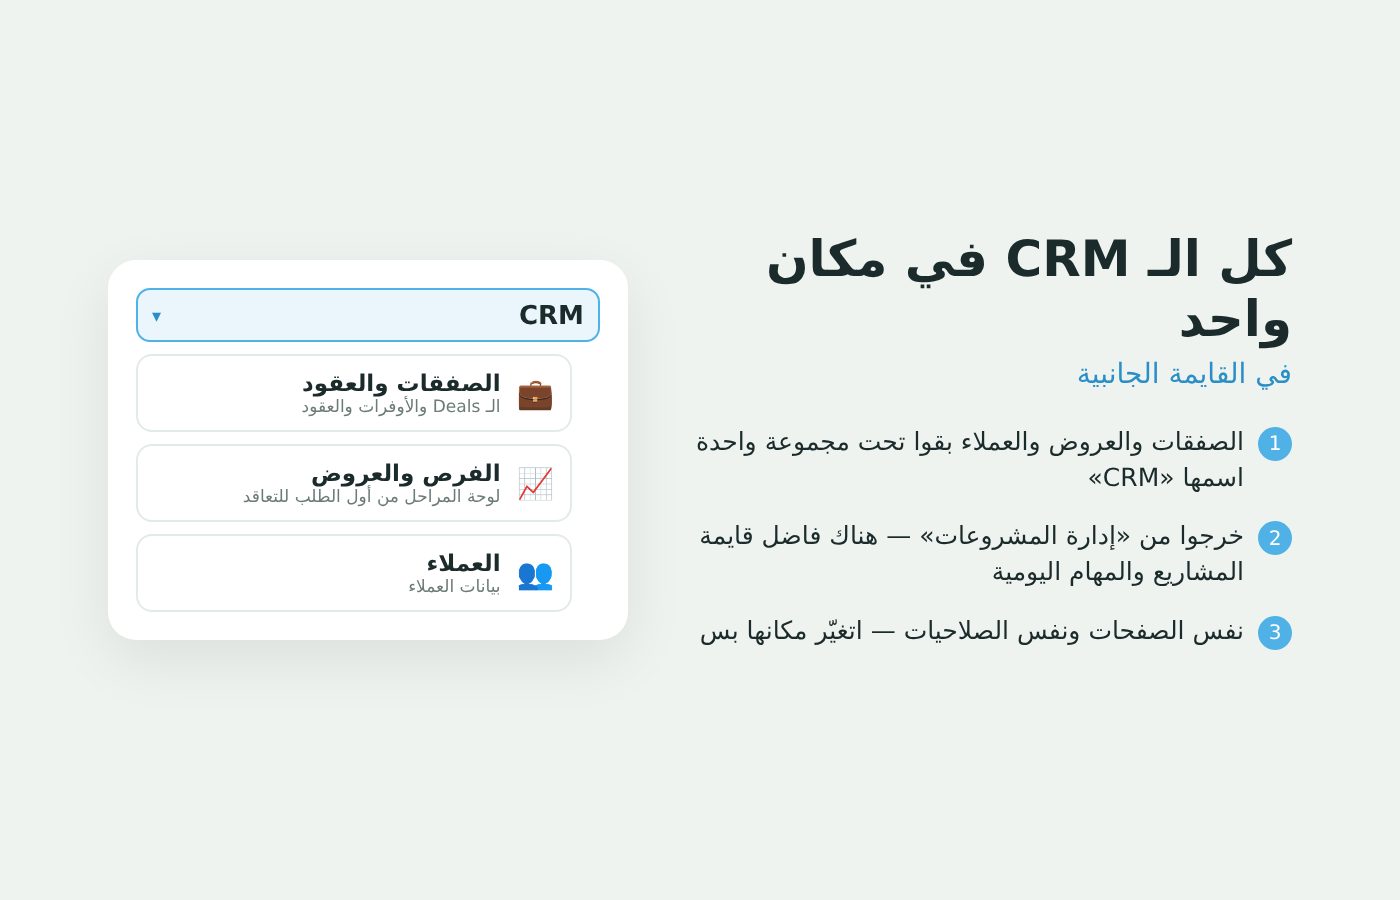 كل الـ CRM في مكان
واحد
في القايمة الجانبية
1 الصفقات والعروض والعملاء بقوا تحت مجموعة واحدة
اسمها «CRM»
2 خرجوا من «إدارة المشروعات» — هناك فاضل قايمة
المشاريع والمهام اليومية
3 نفس الصفحات ونفس الصلاحيات — اتغيّر مكانها بس
CRM ▾
الصفقات والعقود
الـ Deals والأوفرات والعقود
الفرص والعروض
لوحة المراحل من أول الطلب للتعاقد
العملاء
بيانات العملاء